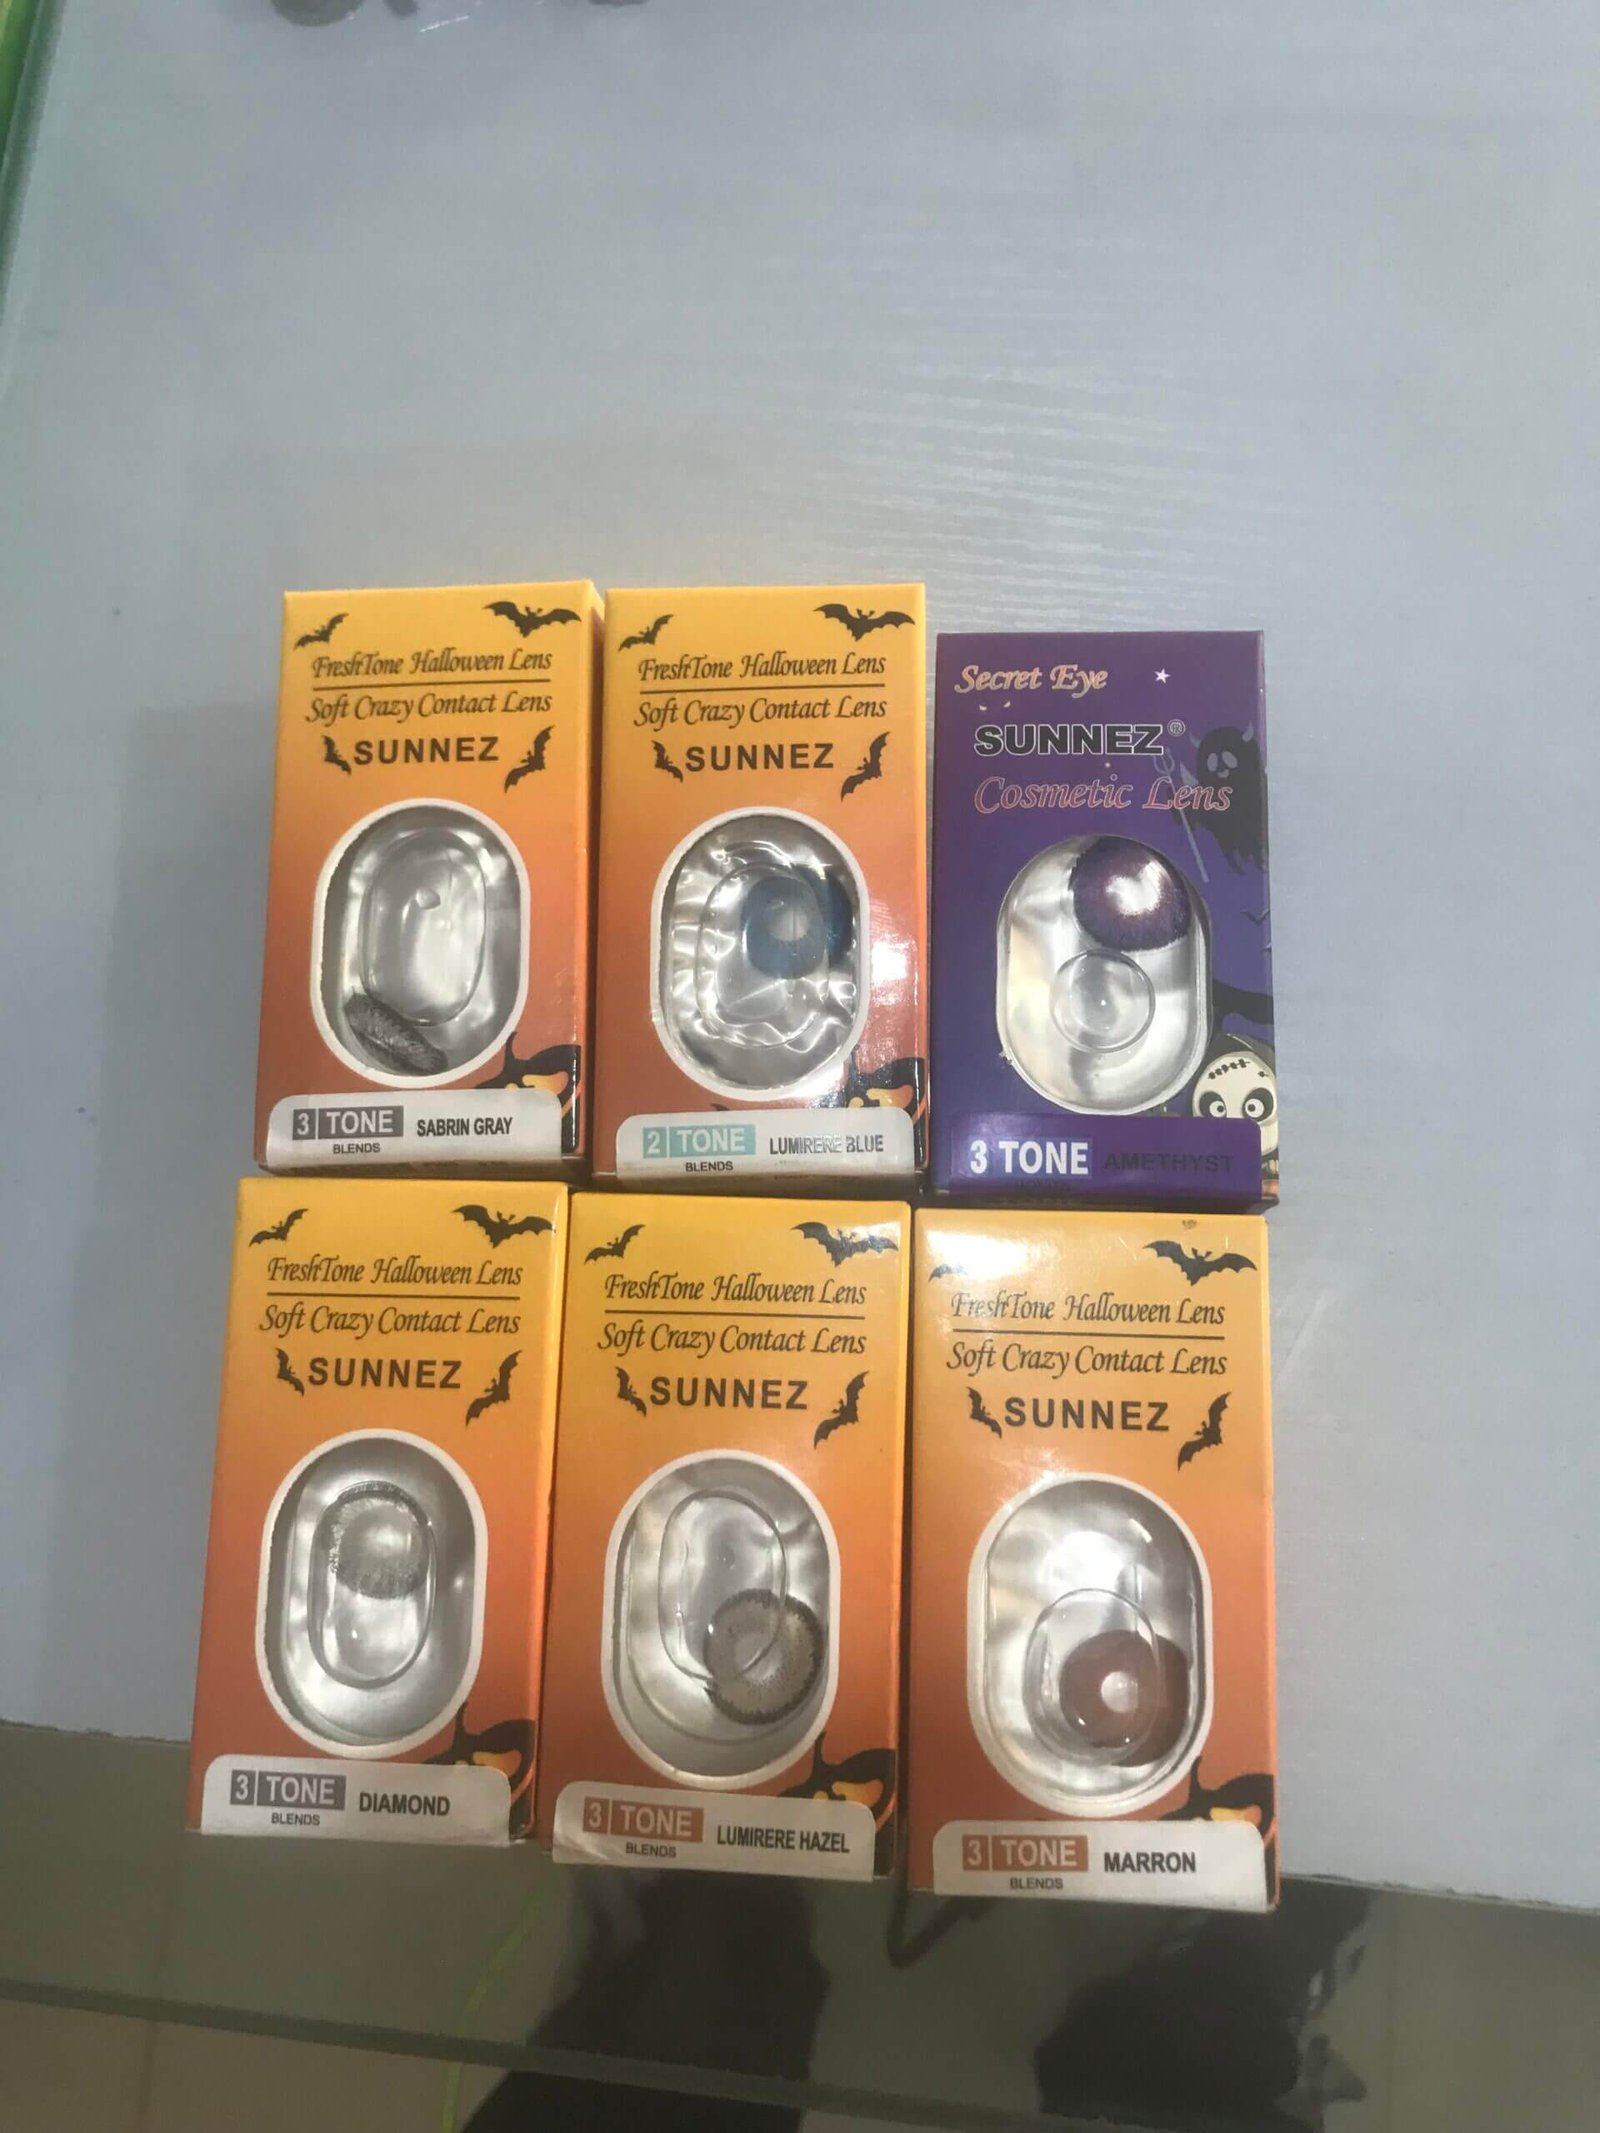 FreshTone Halloween Lens
Soft Crazy Contact Lens
SUNNEZ
3 TONE SABRIN GRAY
BLENDS
FreshTone Halloween Lens
Soft Crazy Contact Lens
SUNNEZ
2 TONE LUMIRERE BLUE
BLENDS
Secret Eye
SUNNEZ®
Cosmetic Lens
3 TONE AMETHYST
FreshTone Halloween Lens
Soft Crazy Contact Lens
SUNNEZ
3 TONE DIAMOND
BLENDS
FreshTone Halloween Lens
Soft Crazy Contact Lens
SUNNEZ
3 TONE LUMIRERE HAZEL
BLENDS
FreshTone Halloween Lens
Soft Crazy Contact Lens
SUNNEZ
3 TONE MARRON
BLENDS